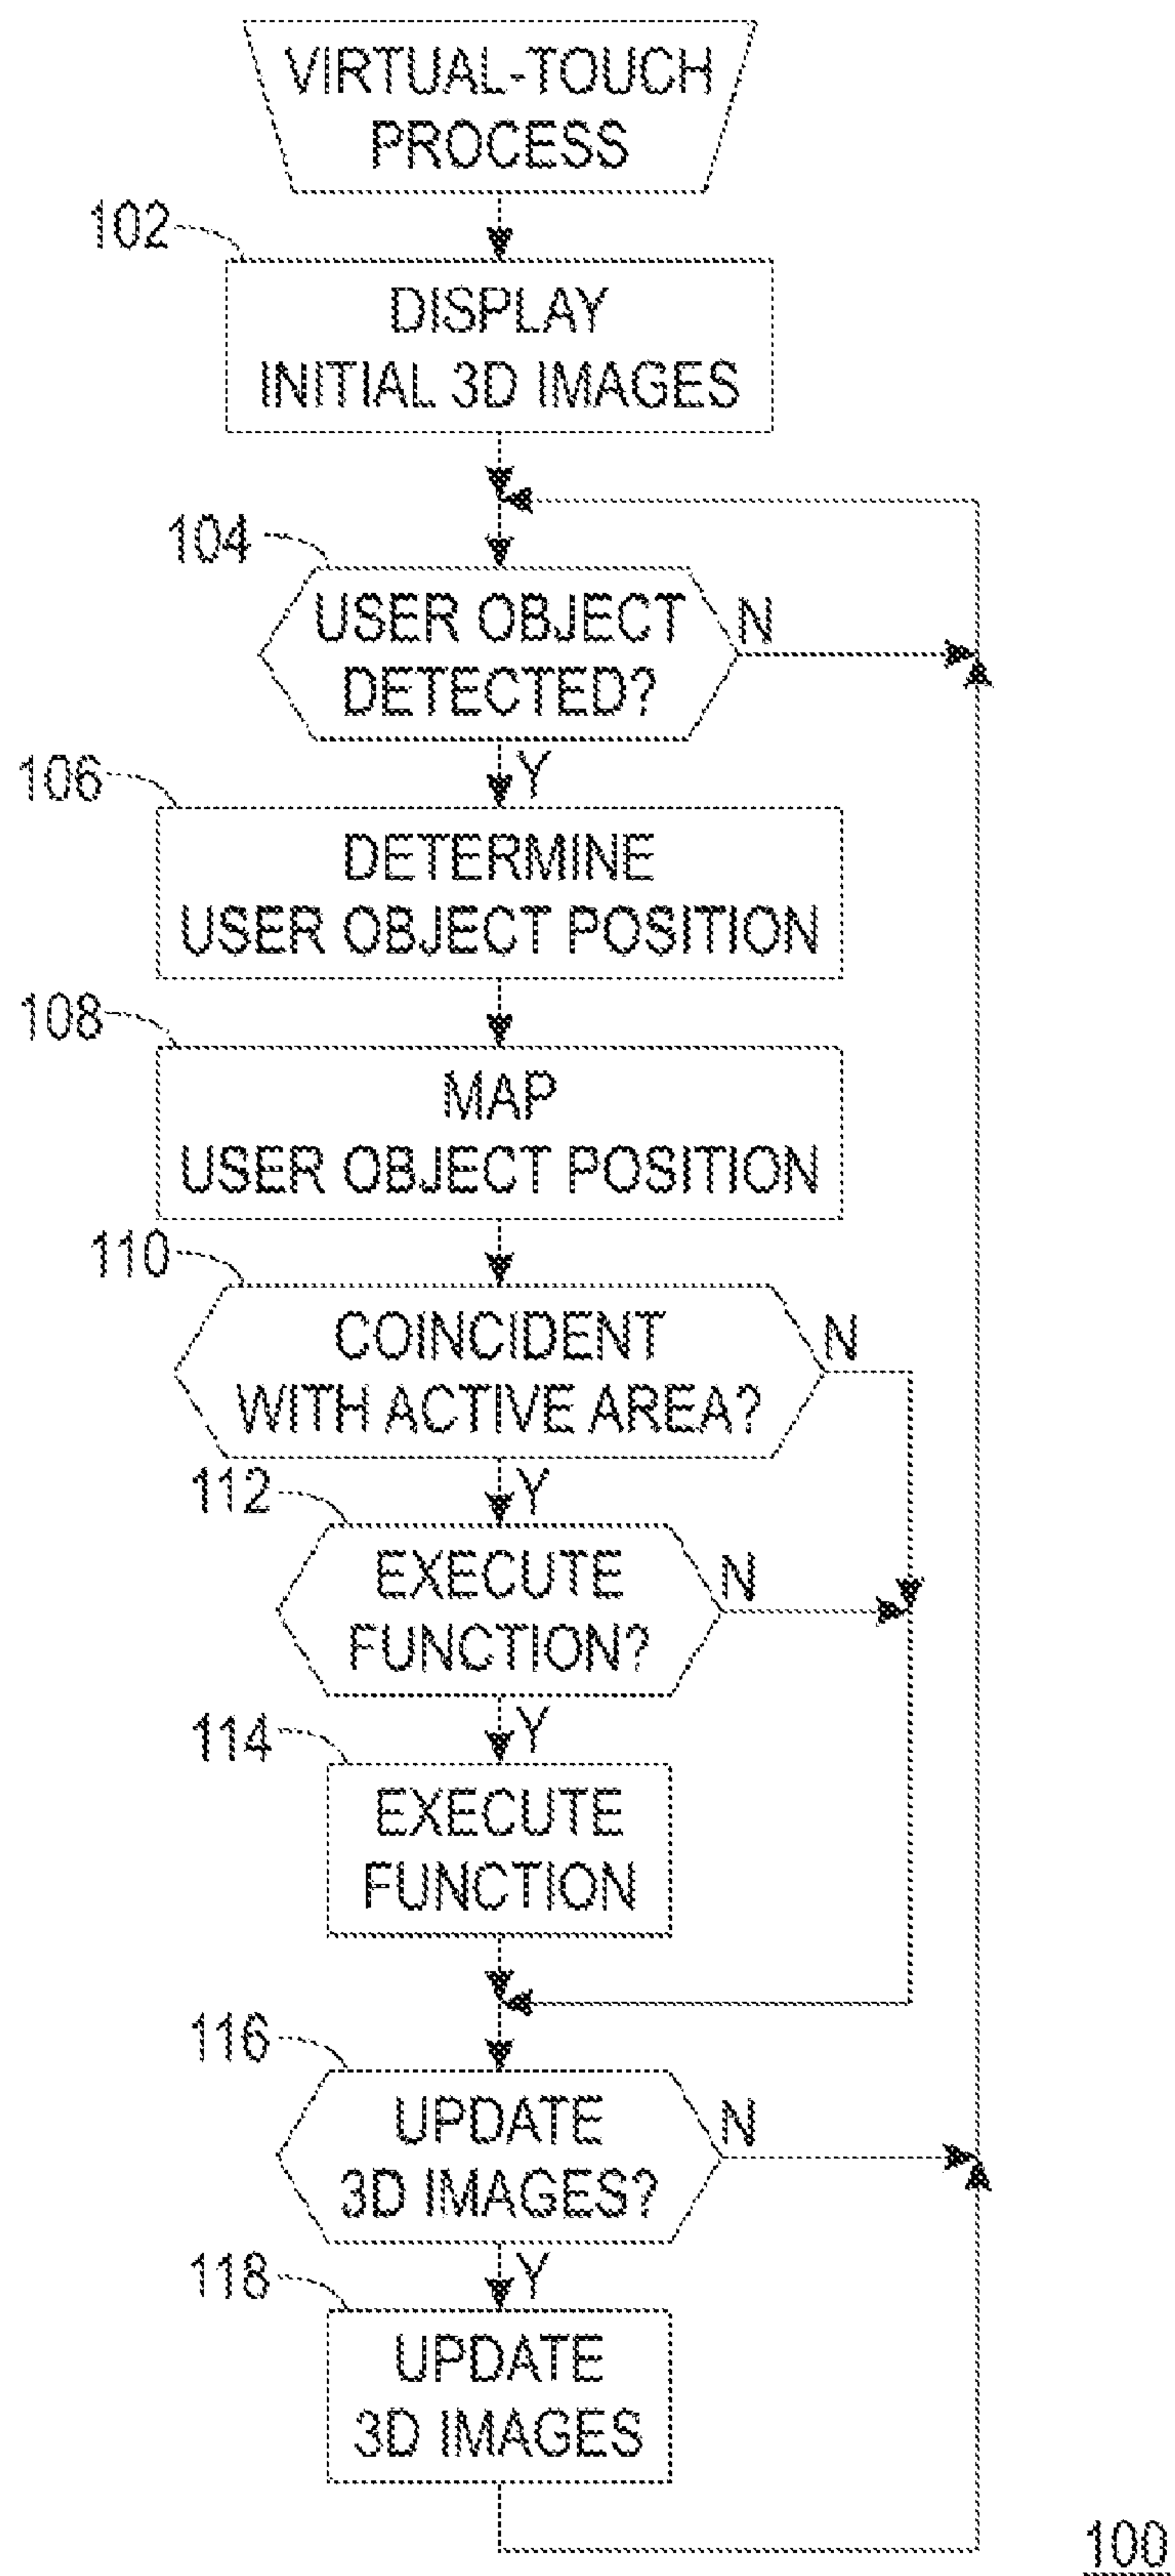 VIRTUAL-TOUCH
PROCESS
102
DISPLAY
INITIAL 3D IMAGES
104
USER OBJECT
DETECTED?
N
Y
106
DETERMINE
USER OBJECT POSITION
108
MAP
USER OBJECT POSITION
110
COINCIDENT
WITH ACTIVE AREA?
N
Y
112
EXECUTE
FUNCTION?
N
Y
114
EXECUTE
FUNCTION
116
UPDATE
3D IMAGES?
N
Y
118
UPDATE
3D IMAGES
100